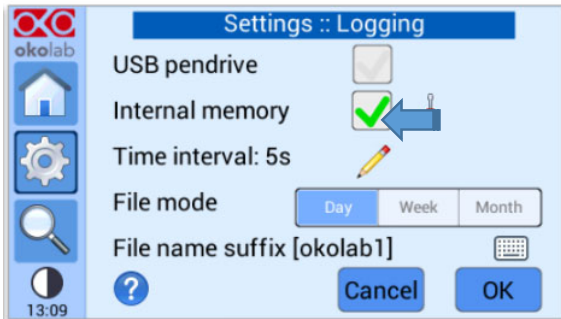 Settings :: Logging
okolab
USB pendrive
Internal memory
Time interval: 5s
File mode
Day
Week
Month
File name suffix [okolab1]
?
Cancel
OK
13:09